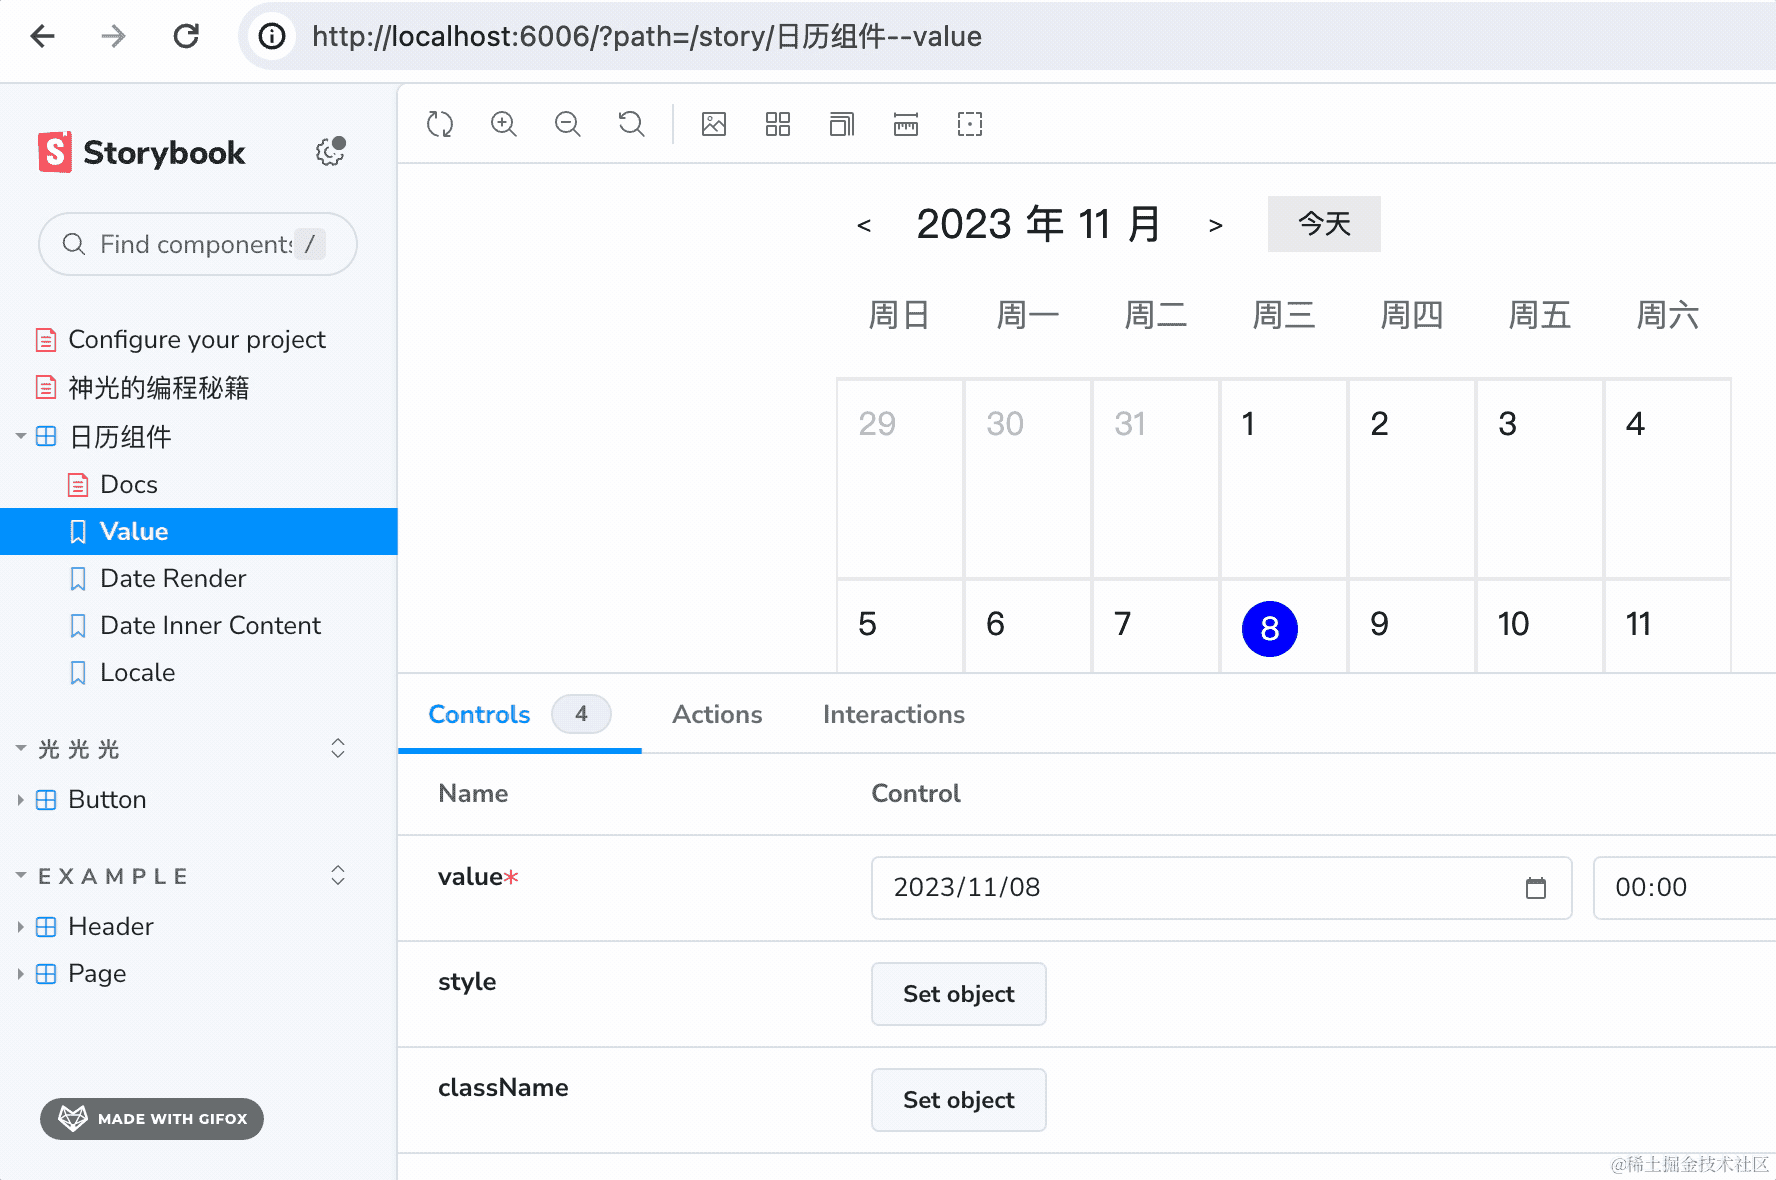 http://localhost:6006/?path=/story/日历组件--value
Storybook
Find components /
Configure your project
神光的编程秘籍
日历组件
Docs
Value
Date Render
Date Inner Content
Locale
光光光
Button
EXAMPLE
Header
Page
MADE WITH GIFOX
< 2023 年 11 月 > 今天
周日 周一 周二 周三 周四 周五 周六
29 30 31 1 2 3 4
5 6 7 8 9 10 11
Controls 4 Actions Interactions
Name Control
value* 2023/11/08 00:00
style Set object
className Set object
@稀土掘金技术社区